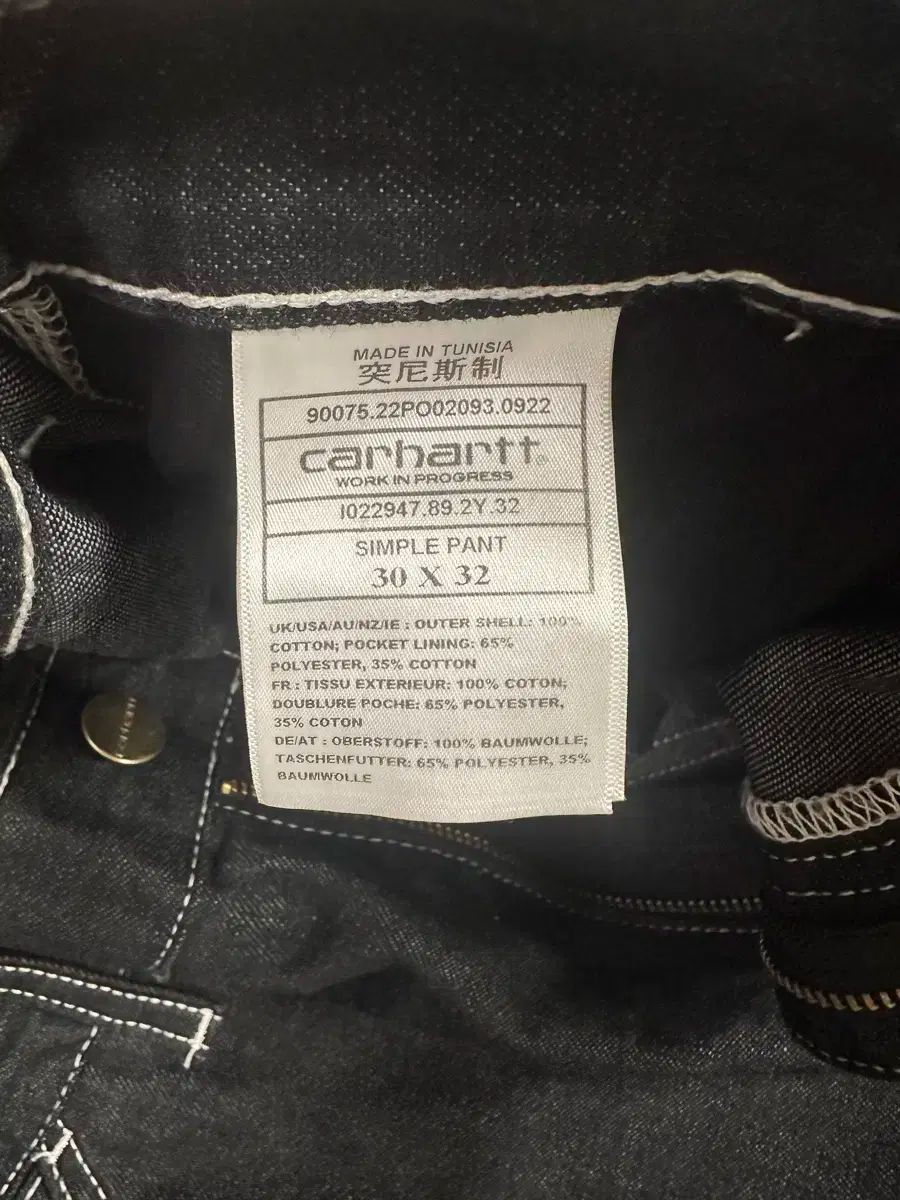 MADE IN TUNISIA
突尼斯制
90075.22PO02093.0922
carhartt®
WORK IN PROGRESS
I022947.89.2Y.32
SIMPLE PANT
30 X 32
UK/USA/AU/NZ/IE : OUTER SHELL: 100%
COTTON; POCKET LINING: 65%
POLYESTER, 35% COTTON
FR : TISSU EXTERIEUR: 100% COTON;
DOUBLURE POCHE: 65% POLYESTER,
35% COTON
DE/AT : OBERSTOFF: 100% BAUMWOLLE;
TASCHENFUTTER: 65% POLYESTER, 35%
BAUMWOLLE